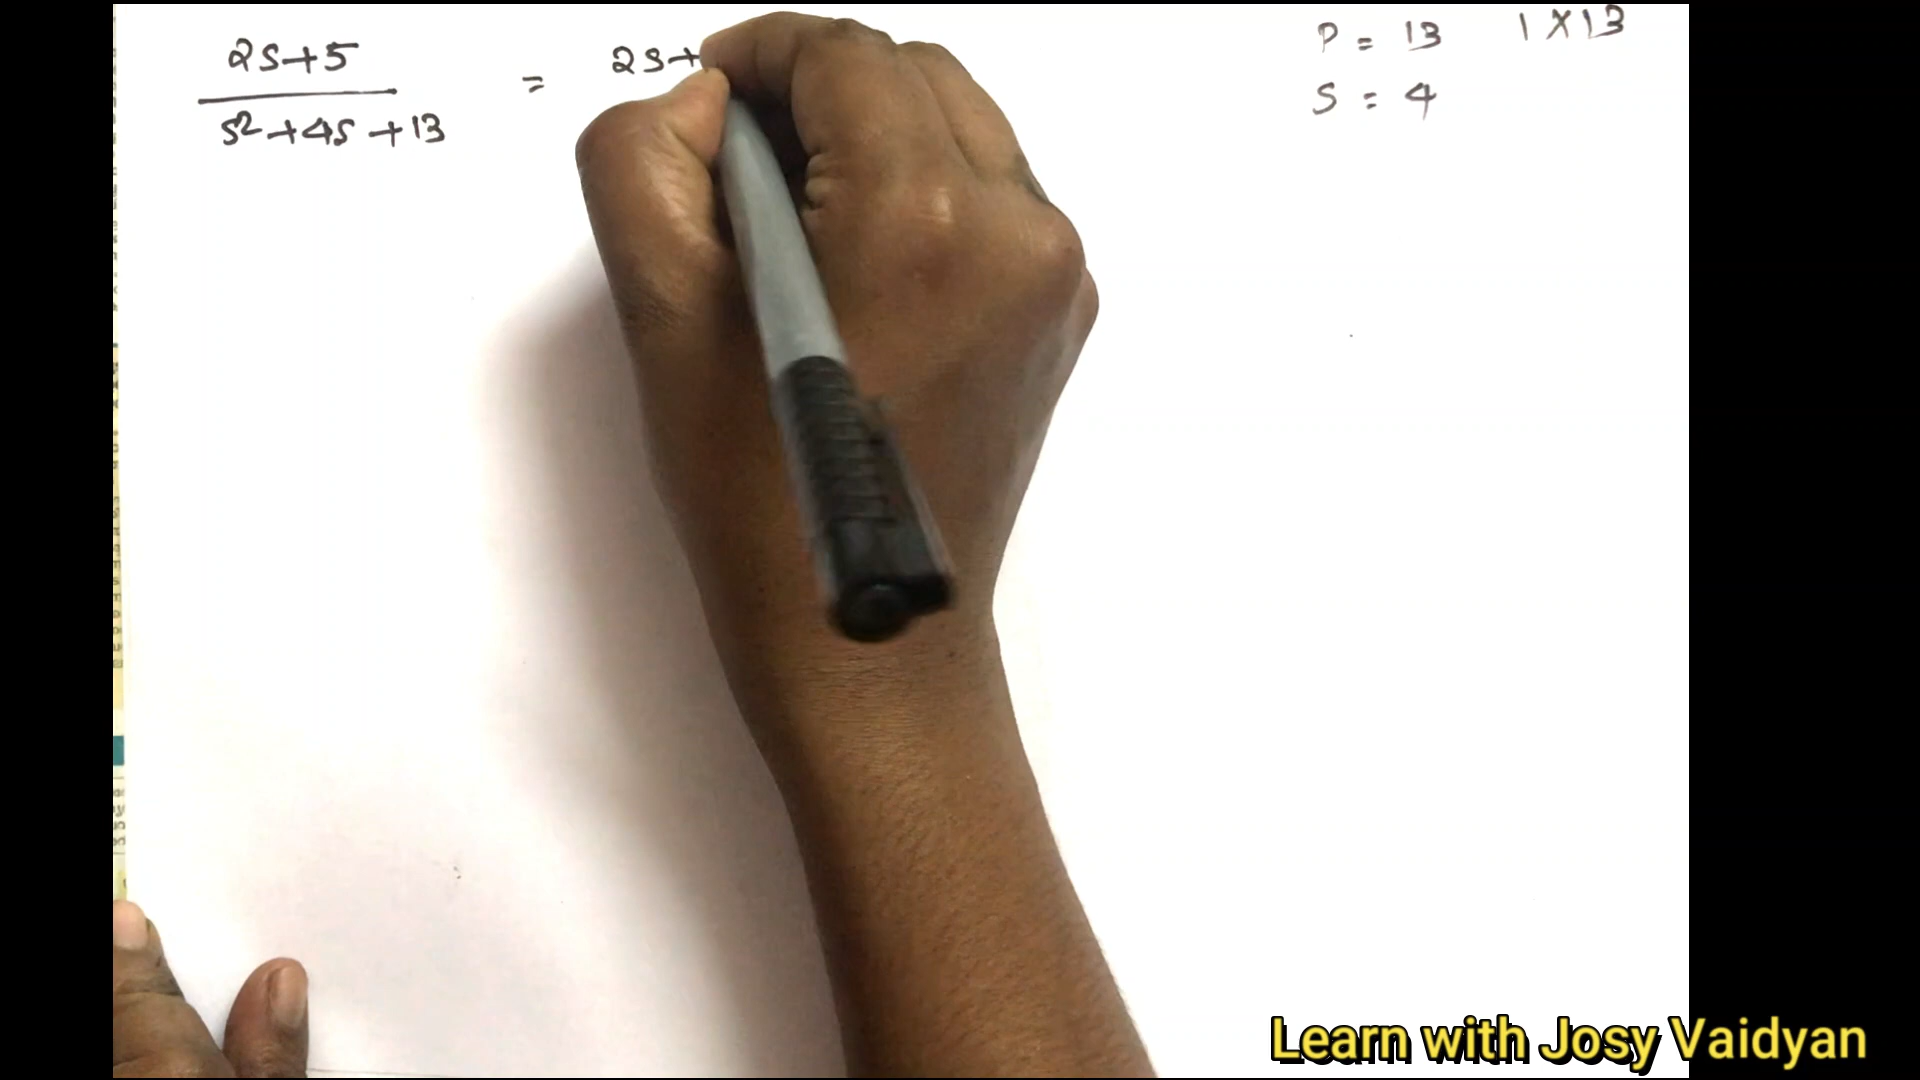 2s+5 = 2s+
s²+4s+13
P = 13 1 X 13
S = 4
Learn with Josy Vaidyan